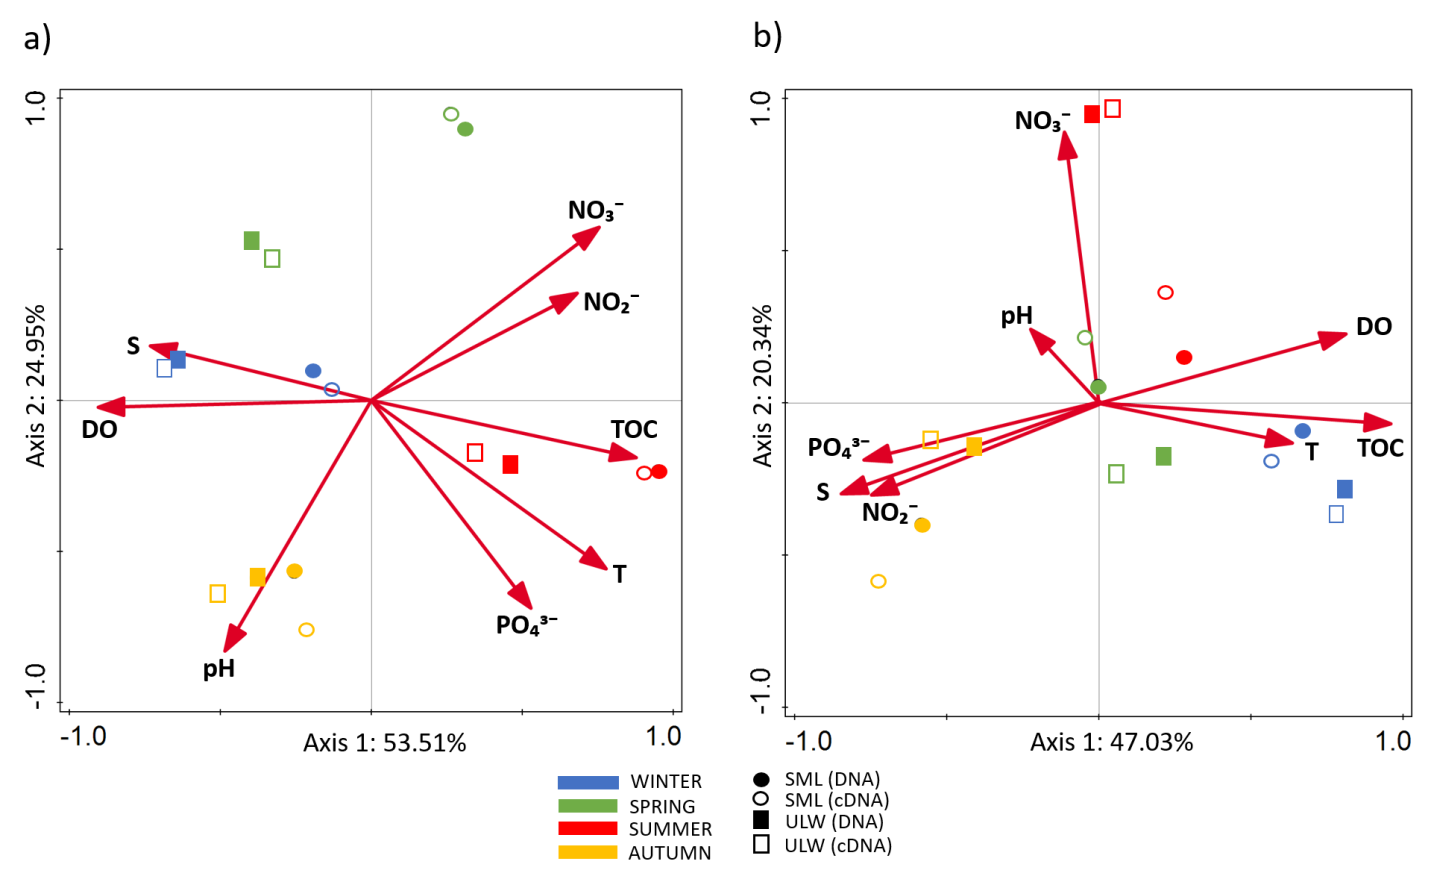 a)
1.0
Axis 2: 24.95%
-1.0
NO₃⁻
NO₂⁻
S
DO
TOC
T
PO₄³⁻
pH
-1.0
Axis 1: 53.51%
1.0
b)
1.0
Axis 2: 20.34%
-1.0
NO₃⁻
pH
DO
PO₄³⁻
S
NO₂⁻
T
TOC
-1.0
Axis 1: 47.03%
1.0
WINTER
SPRING
SUMMER
AUTUMN
SML (DNA)
SML (cDNA)
ULW (DNA)
ULW (cDNA)